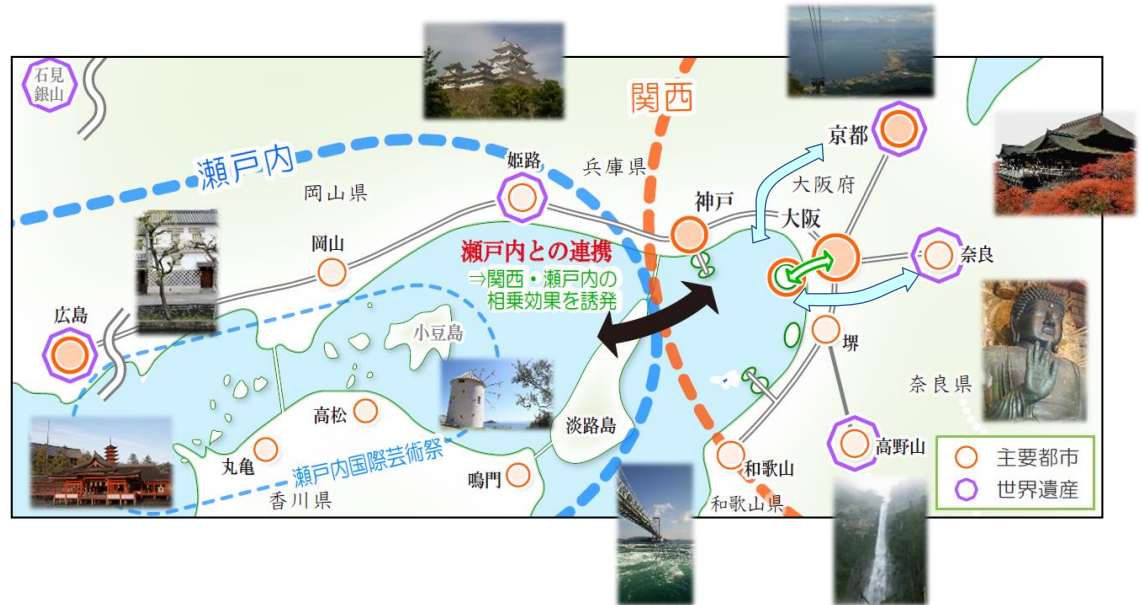 石見
銀山
関西
瀬戸内
京都
姫路
兵庫県
大阪府
岡山県
神戸
大阪
岡山
瀬戸内との連携
⇒関西・瀬戸内の
相乗効果を誘発
奈良
広島
小豆島
堺
奈良県
高松
淡路島
丸亀
瀬戸内国際芸術祭
鳴門
和歌山
高野山
香川県
和歌山県
主要都市
世界遺産